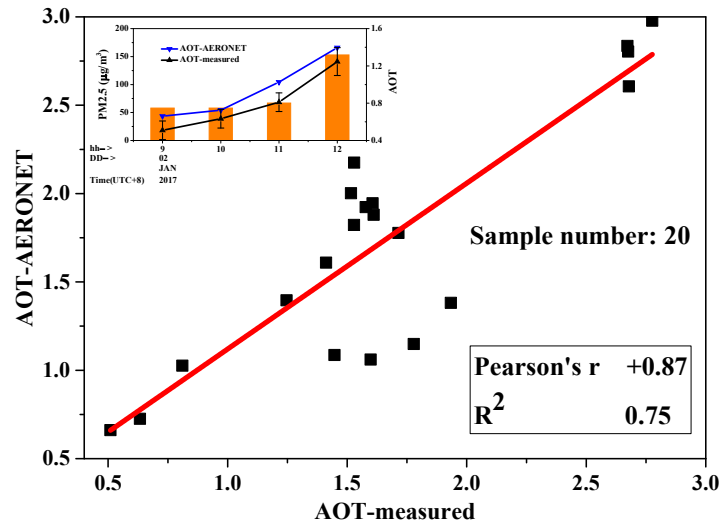 3.0
2.5
2.0
1.5
1.0
0.5
AOT-AERONET
0.5 1.0 1.5 2.0 2.5 3.0
AOT-measured
200
150
100
50
0
PM2.5 (μg/m³)
AOT-AERONET
AOT-measured
1.6
1.2
0.8
0.4
AOT
hh-> 9 10 11 12
DD-> 02
JAN
Time(UTC+8) 2017
Sample number: 20
Pearson's r +0.87
R² 0.75